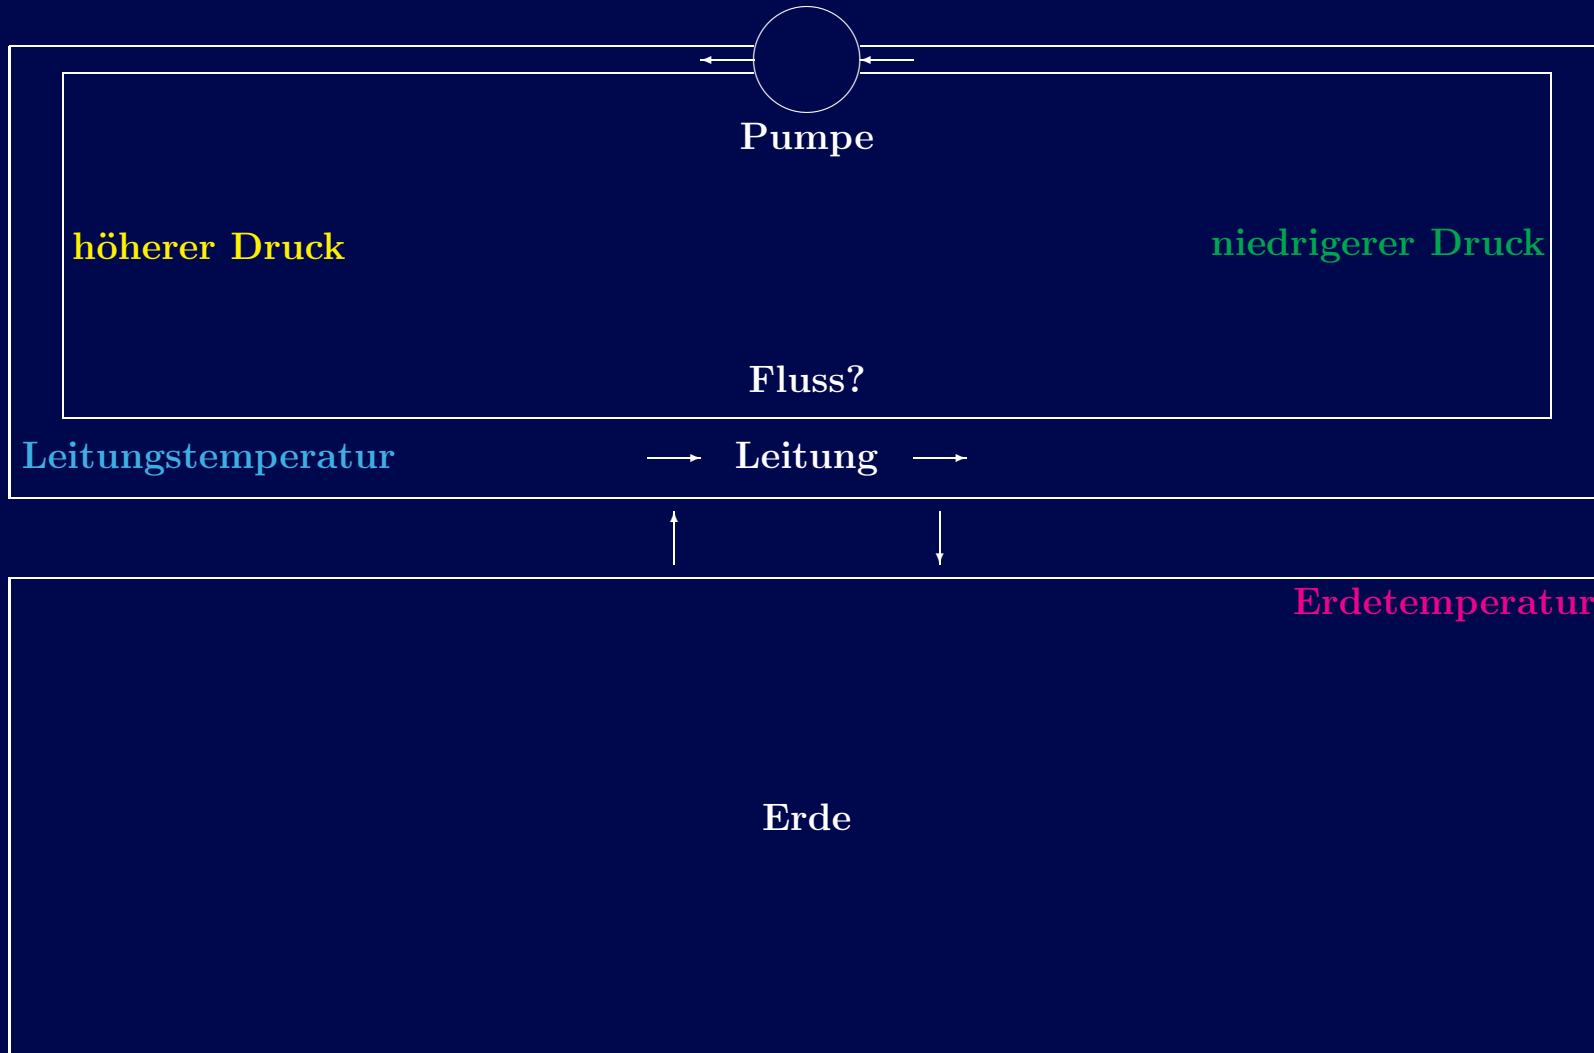 Pumpe
höherer Druck
niedrigerer Druck
Fluss?
Leitungstemperatur
Leitung
Erdetemperatur
Erde